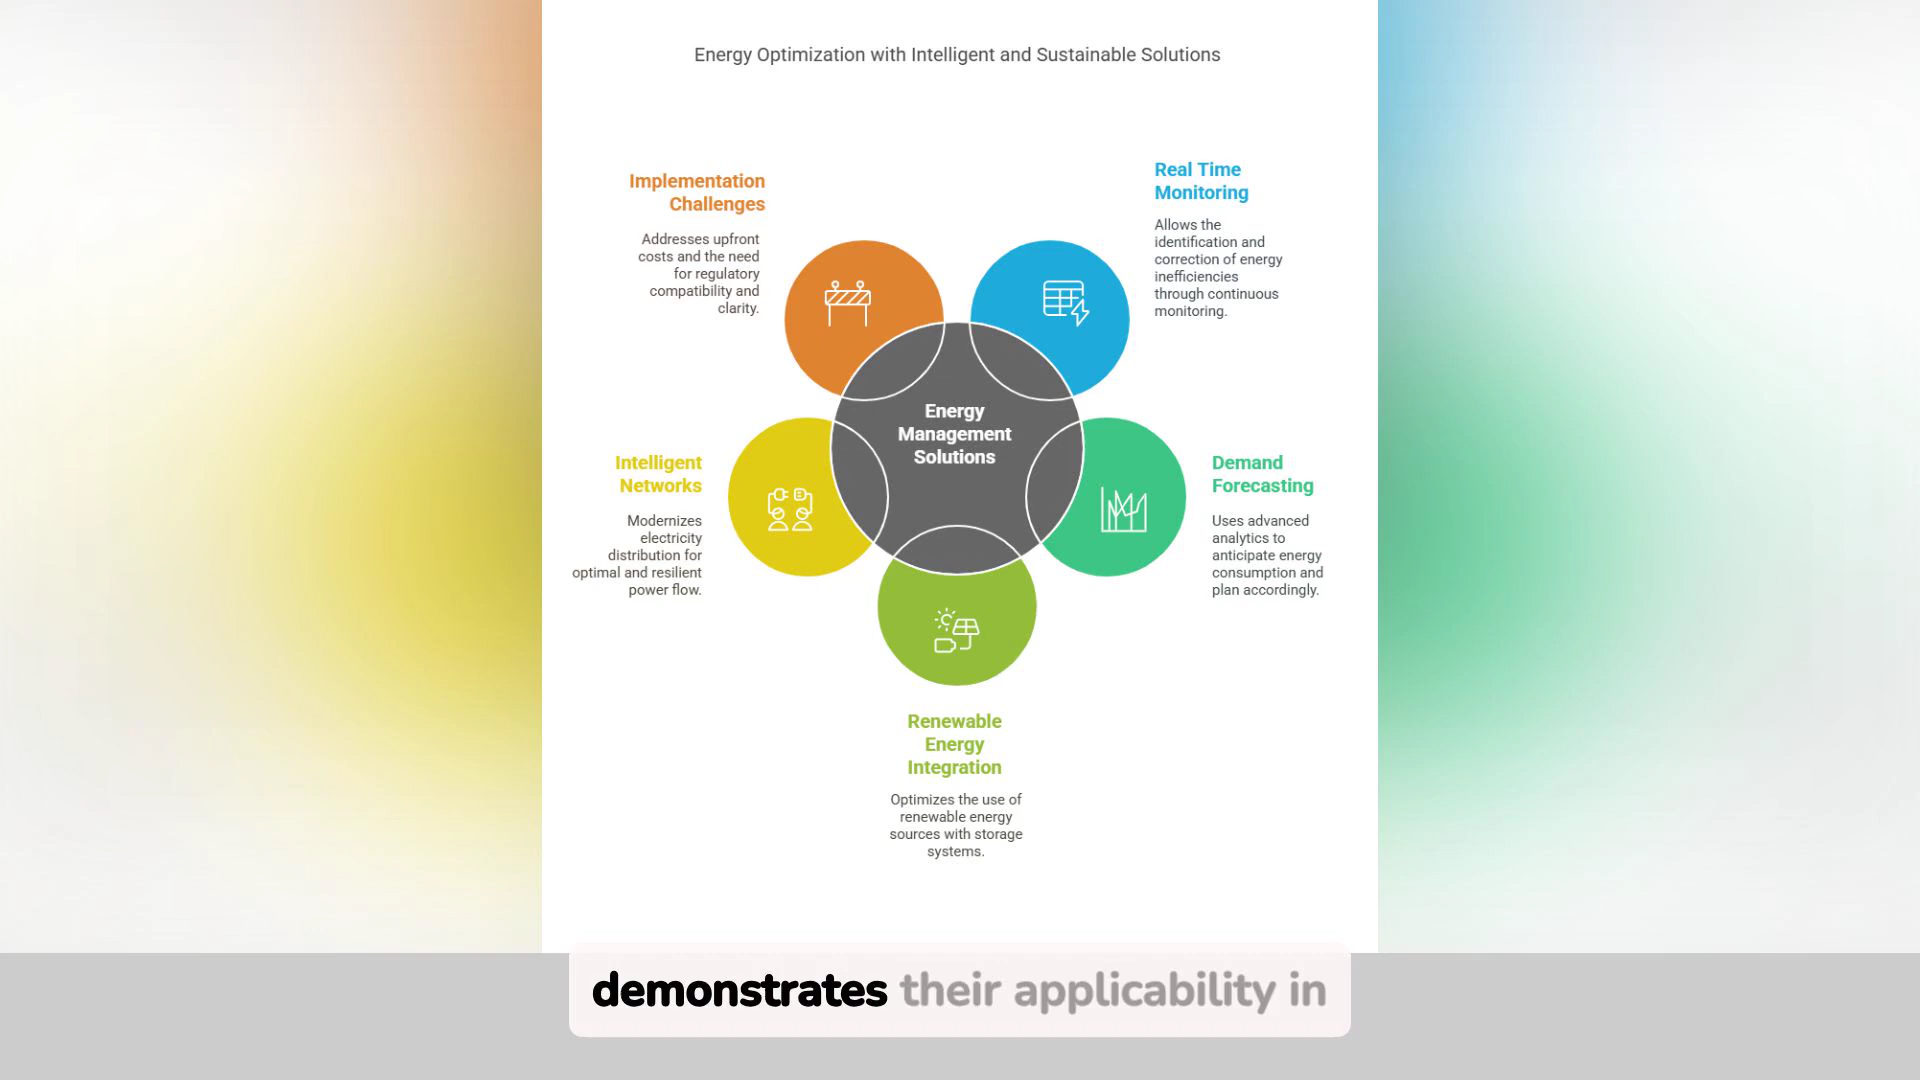 Energy Optimization with Intelligent and Sustainable Solutions
Implementation
Challenges
Addresses upfront
costs and the need
for regulatory
compatibility and
clarity.
Real Time
Monitoring
Allows the
identification and
correction of energy
inefficiencies
through continuous
monitoring.
Energy
Management
Solutions
Intelligent
Networks
Modernizes
electricity
distribution for
optimal and resilient
power flow.
Demand
Forecasting
Uses advanced
analytics to
anticipate energy
consumption and
plan accordingly.
Renewable
Energy
Integration
Optimizes the use of
renewable energy
sources with storage
systems.
demonstrates their applicability in